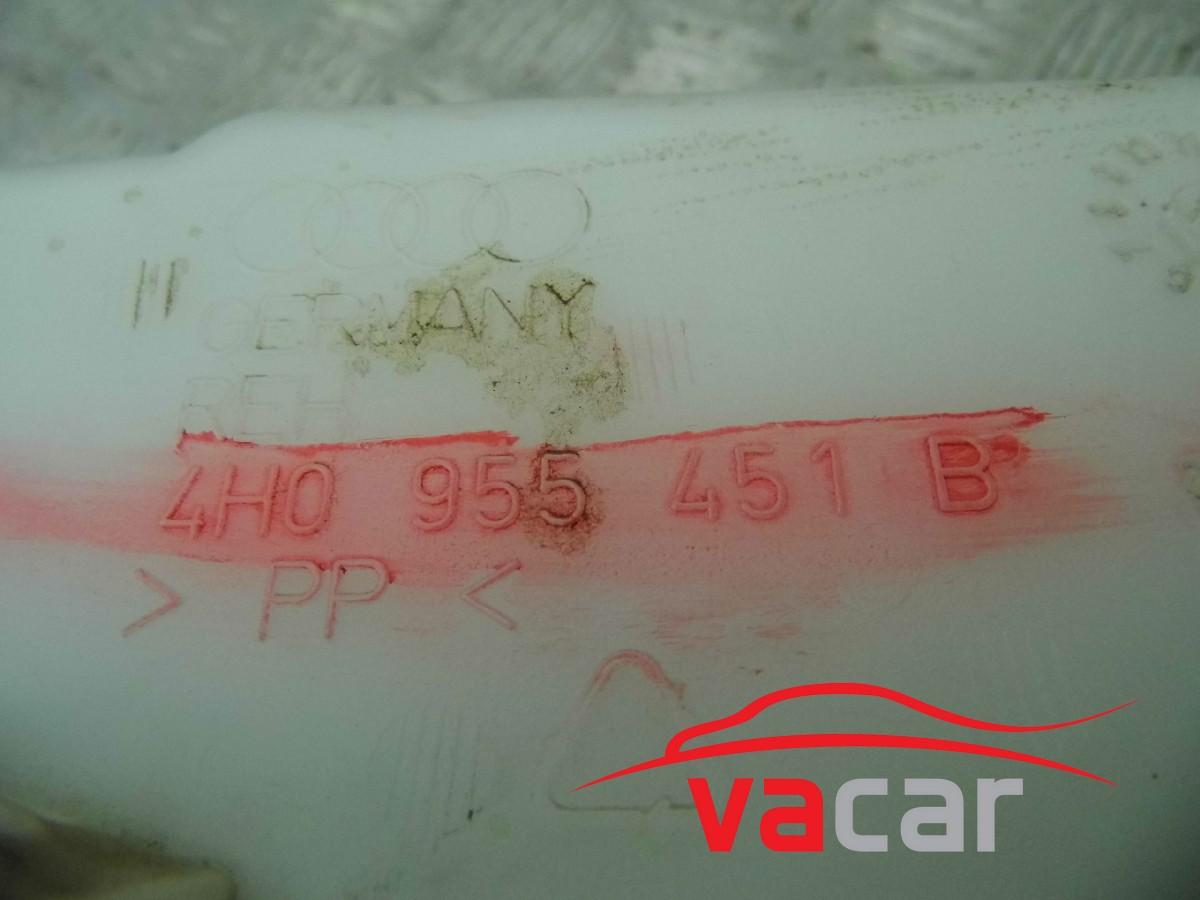 GERMANY
REH
4H0 955 451 B
> PP <
vacar